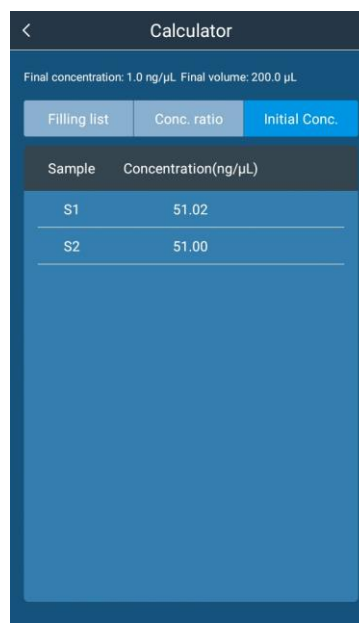 Calculator
Final concentration: 1.0 ng/µL Final volume: 200.0 µL
Filling list Conc. ratio Initial Conc.
Sample Concentration(ng/µL)
S1 51.02
S2 51.00